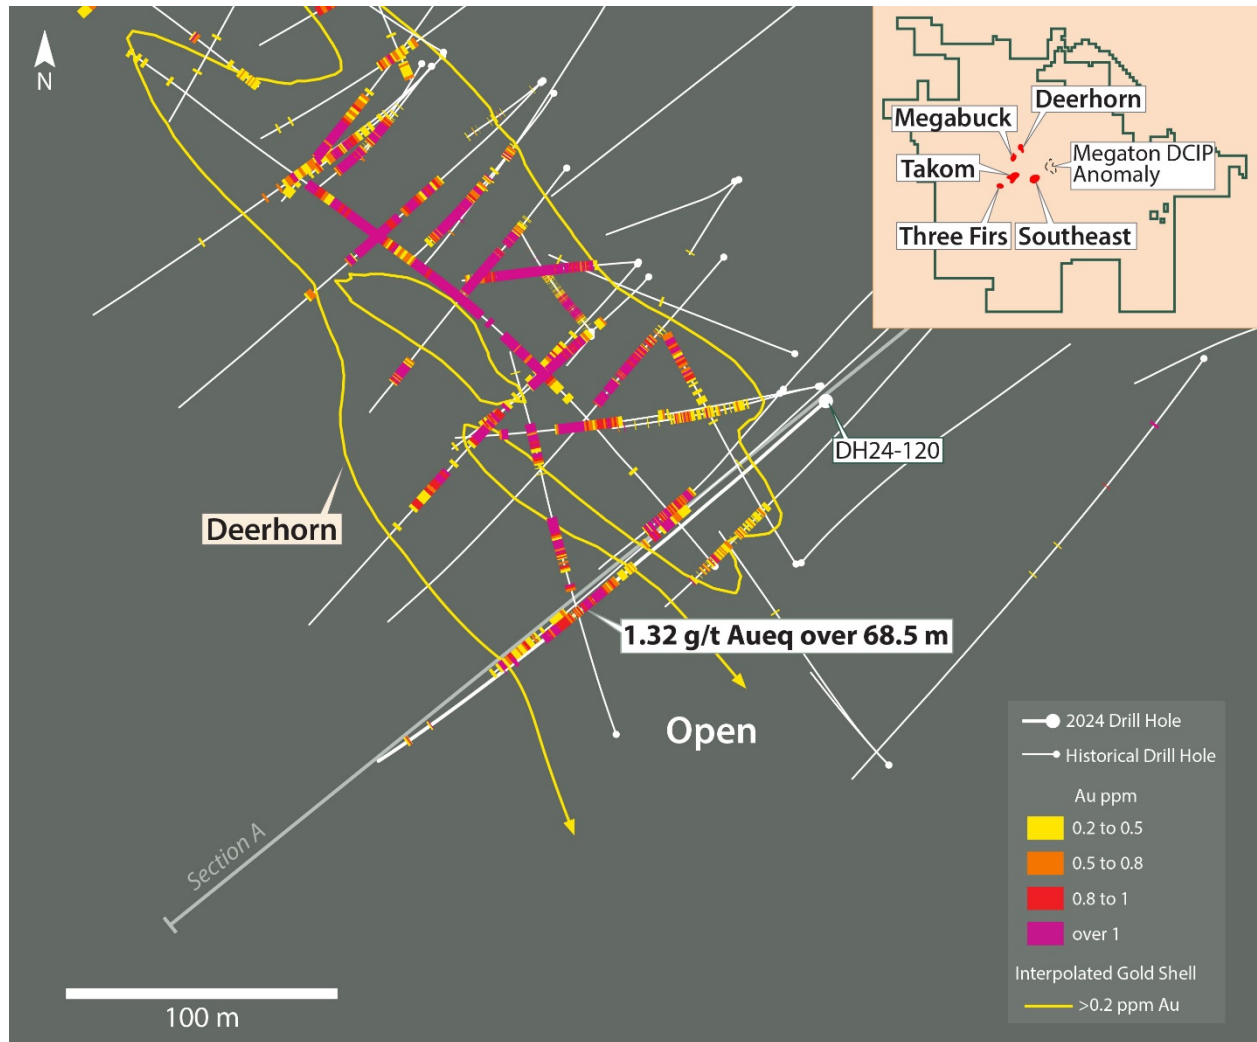 N
Deerhorn
Megabuck
Takom
Megaton DCIP
Anomaly
Three Firs
Southeast
DH24-120
Deerhorn
1.32 g/t Aueq over 68.5 m
Open
Section A
100 m
2024 Drill Hole
Historical Drill Hole
Au ppm
0.2 to 0.5
0.5 to 0.8
0.8 to 1
over 1
Interpolated Gold Shell
>0.2 ppm Au